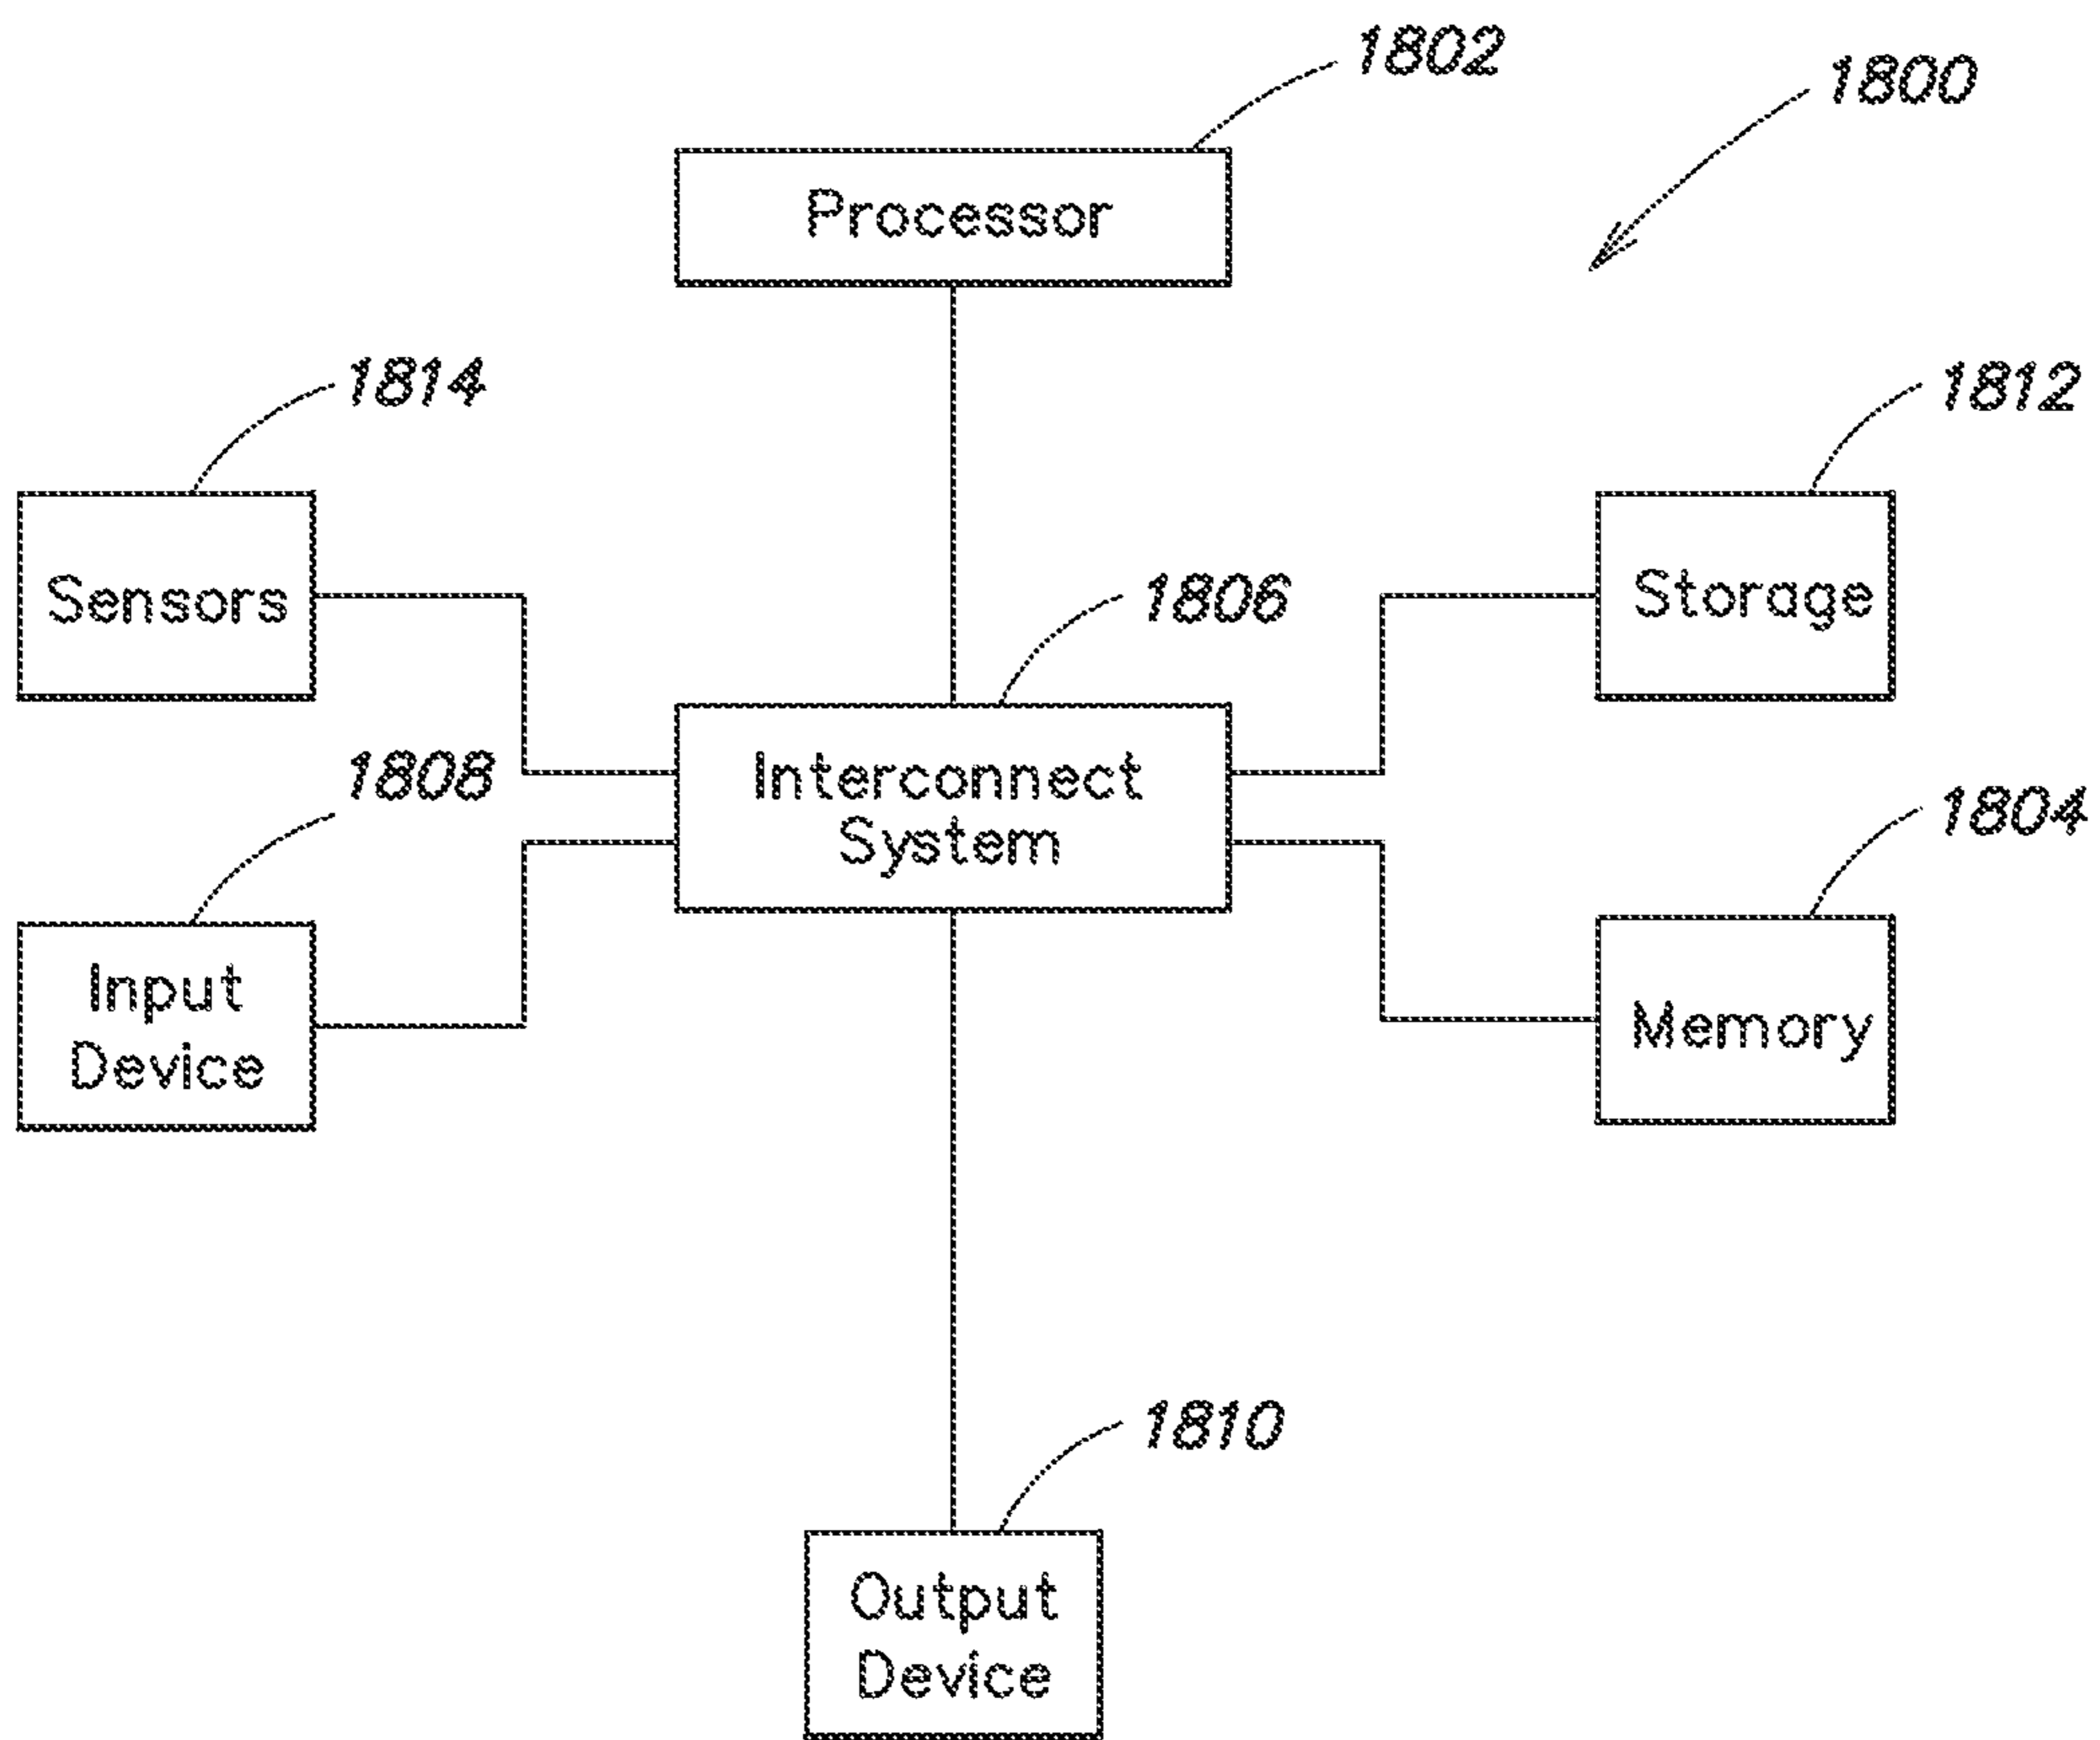 1802
1800
Processor
1814
1812
Sensors
1806
Storage
1808
Interconnect
System
1804
Input
Device
Memory
1810
Output
Device